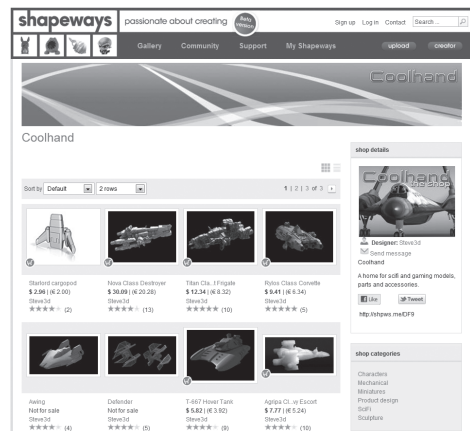 shapeways
passionate about creating
Beta version
Sign up Log in Contact Search...
Gallery Community Support My Shapeways upload creator
Coolhand
Coolhand
Sort by Default 2 rows 1 | 2 | 3 of 3
Starlord cargopod
$ 2.96 | (€ 2.00)
Steve3d
(2)
Nova Class Destroyer
$ 30.09 | (€ 20.28)
Steve3d
(13)
Titan Cla...t Frigate
$ 12.34 | (€ 8.32)
Steve3d
(10)
Rylos Class Corvette
$ 9.41 | (€ 6.34)
Steve3d
(5)
Awing
Not for sale
Steve3d
(4)
Defender
Not for sale
Steve3d
(5)
T-667 Hover Tank
$ 5.82 | (€ 3.92)
Steve3d
(9)
Agripa Cl...vy Escort
$ 7.77 | (€ 5.24)
Steve3d
(10)
shop details
Coolhand
the shop
Designer: Steve3d
Send message
Coolhand
A home for scifi and gaming models,
parts and accessories.
Like Tweet
http://shpws.me/DF9
shop categories
Characters
Mechanical
Miniatures
Product design
SciFi
Sculpture